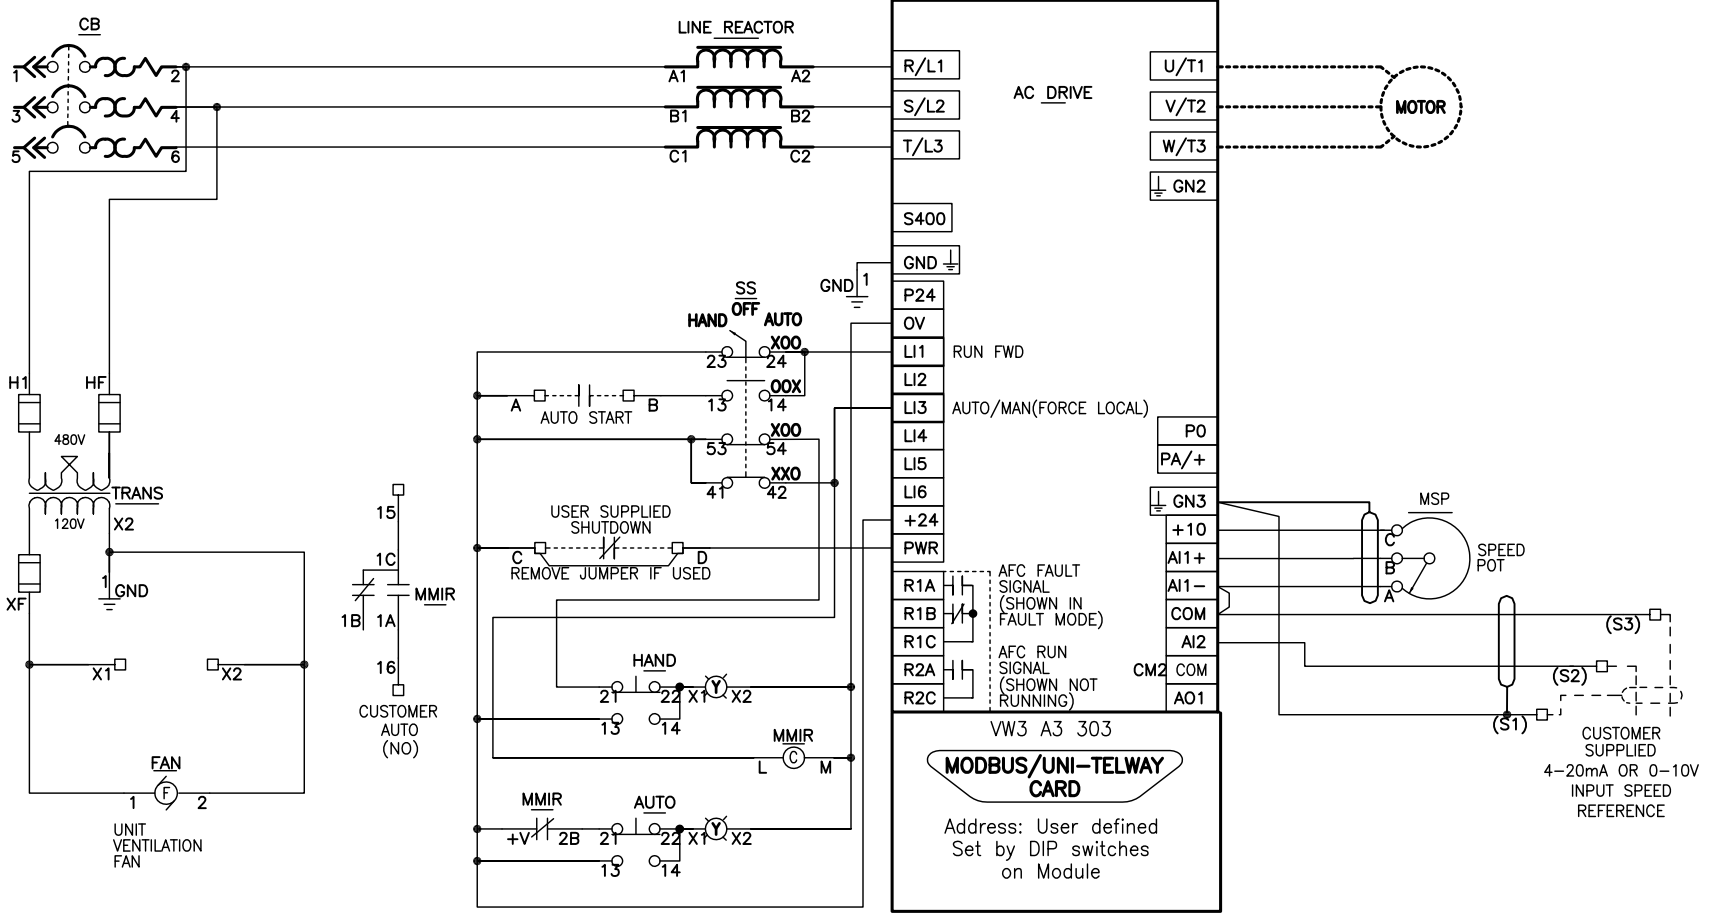 CB
LINE REACTOR
1 2
3 4
5 6
A1 A2
B1 B2
C1 C2
R/L1
S/L2
T/L3
AC DRIVE
U/T1
V/T2
W/T3
MOTOR
GN2
S400
GND
GND 1
P24
0V
LI1 RUN FWD
LI2
LI3 AUTO/MAN(FORCE LOCAL)
LI4
LI5
LI6
+24
PWR
R1A
R1B
R1C
R2A
R2C
AFC FAULT
SIGNAL
(SHOWN IN
FAULT MODE)
AFC RUN
SIGNAL
(SHOWN NOT
RUNNING)
P0
PA/+
GN3
+10
AI1+
AI1-
COM
AI2
CM2 COM
AO1
MSP
C
B
A
SPEED
POT
(S3)
(S2)
(S1)
CUSTOMER
SUPPLIED
4-20mA OR 0-10V
INPUT SPEED
REFERENCE
SS
OFF
HAND AUTO
XOO
23 24
A B
AUTO START
OOX
13 14
XOO
53 54
XXO
41 42
USER SUPPLIED
SHUTDOWN
C D
REMOVE JUMPER IF USED
HAND
21 22 X1 Y X2
13 14
MMIR
L C M
MMIR AUTO
+V 2B 21 22 X1 Y X2
13 14
H1 HF
480V
TRANS
120V X2
1 GND
XF
X1 X2
FAN
1 F 2
UNIT
VENTILATION
FAN
15
1C
MMIR
1B 1A
16
CUSTOMER
AUTO
(NO)
VW3 A3 303
MODBUS/UNI-TELWAY
CARD
Address: User defined
Set by DIP switches
on Module